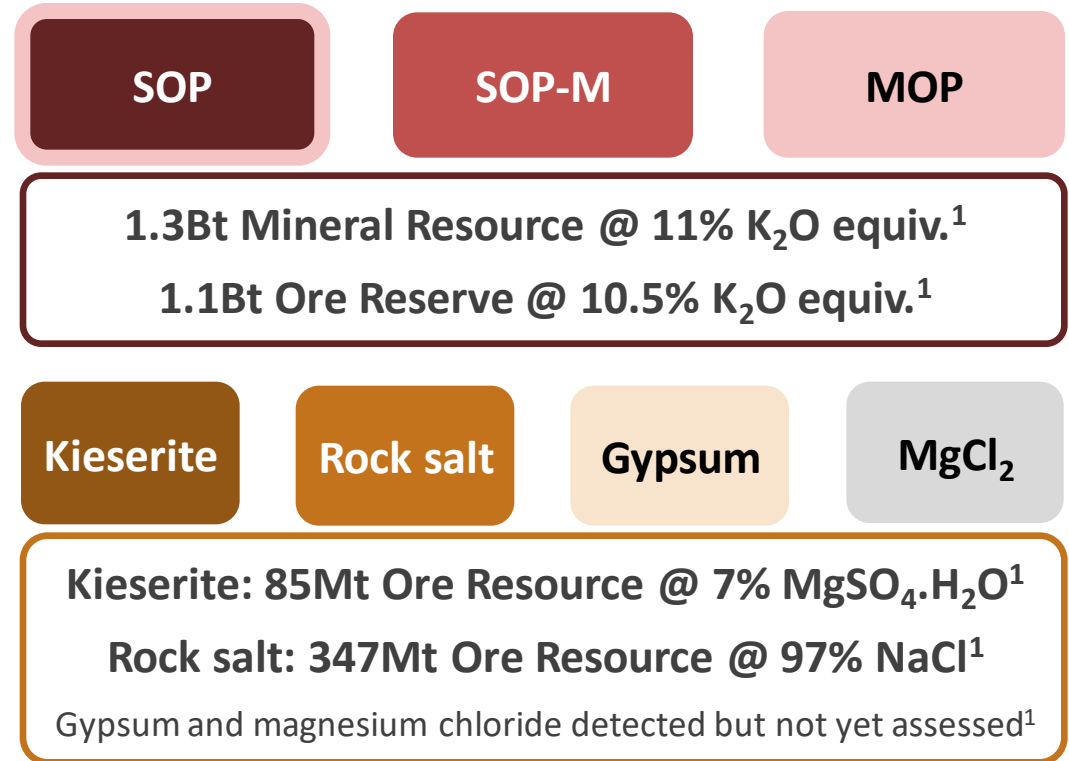 SOP
SOP-M
MOP
1.3Bt Mineral Resource @ 11% K₂O equiv.¹
1.1Bt Ore Reserve @ 10.5% K₂O equiv.¹
Kieserite
Rock salt
Gypsum
MgCl₂
Kieserite: 85Mt Ore Resource @ 7% MgSO₄.H₂O¹
Rock salt: 347Mt Ore Resource @ 97% NaCl¹
Gypsum and magnesium chloride detected but not yet assessed¹